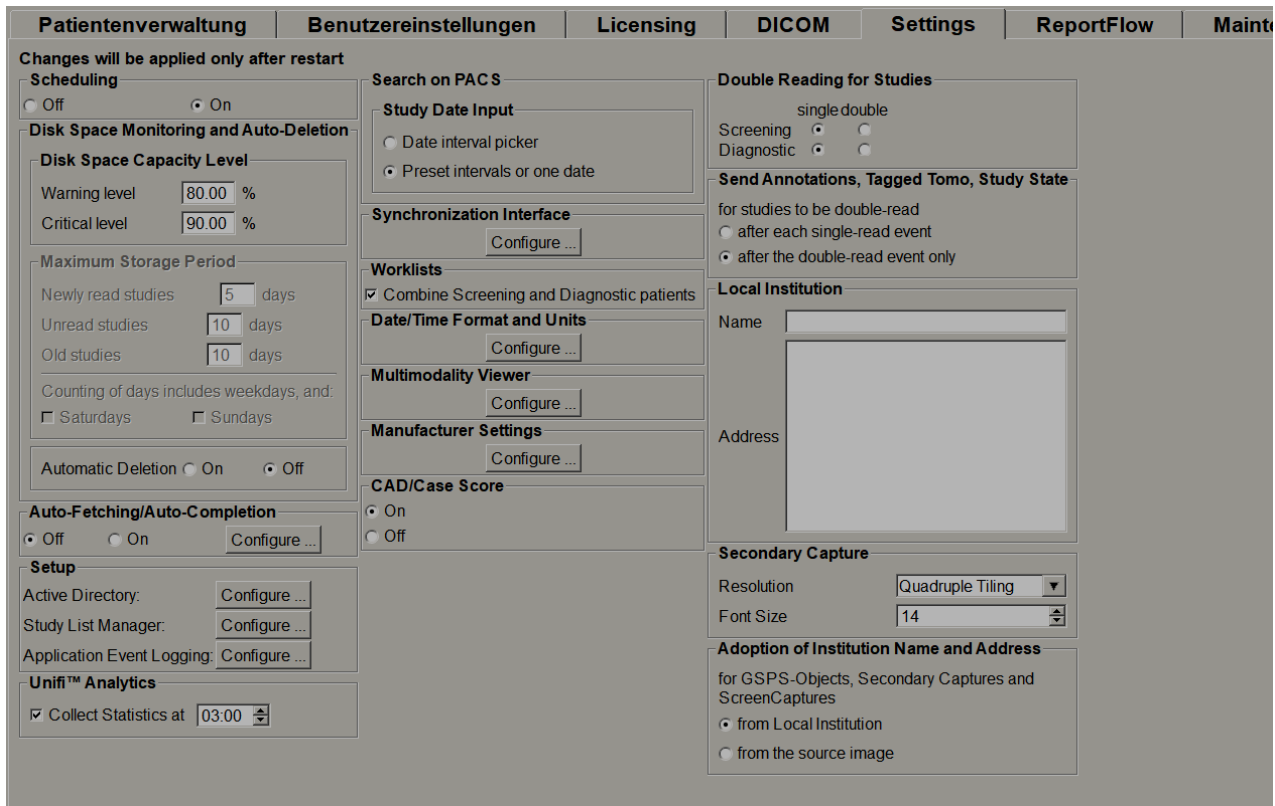 Patientenverwaltung
Benutzereinstellungen
Licensing
DICOM
Settings
ReportFlow
Changes will be applied only after restart
Scheduling
Off On
Disk Space Monitoring and Auto-Deletion
Disk Space Capacity Level
Warning level 80.00 %
Critical level 90.00 %
Maximum Storage Period
Newly read studies 5 days
Unread studies 10 days
Old studies 10 days
Counting of days includes weekdays, and:
Saturdays Sundays
Automatic Deletion On Off
Auto-Fetching/Auto-Completion
Off On Configure ...
Setup
Active Directory: Configure ...
Study List Manager: Configure ...
Application Event Logging: Configure ...
Unifi™ Analytics
Collect Statistics at 03:00
Search on PACS
Study Date Input
Date interval picker
Preset intervals or one date
Synchronization Interface
Configure ...
Worklists
Combine Screening and Diagnostic patients
Date/Time Format and Units
Configure ...
Multimodality Viewer
Configure ...
Manufacturer Settings
Configure ...
CAD/Case Score
On
Off
Double Reading for Studies
single double
Screening
Diagnostic
Send Annotations, Tagged Tomo, Study State
for studies to be double-read
after each single-read event
after the double-read event only
Local Institution
Name
Address
Secondary Capture
Resolution Quadruple Tiling
Font Size 14
Adoption of Institution Name and Address
for GSPS-Objects, Secondary Captures and
ScreenCaptures
from Local Institution
from the source image